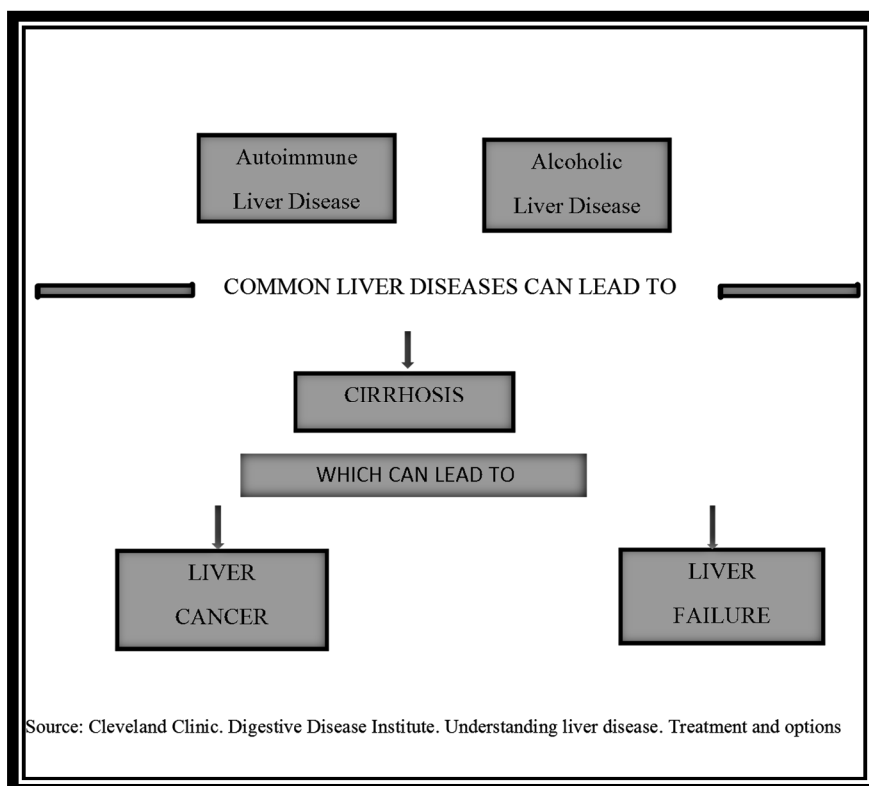 Autoimmune
Liver Disease
Alcoholic
Liver Disease
COMMON LIVER DISEASES CAN LEAD TO
CIRRHOSIS
WHICH CAN LEAD TO
LIVER
CANCER
LIVER
FAILURE
Source: Cleveland Clinic. Digestive Disease Institute. Understanding liver disease. Treatment and options